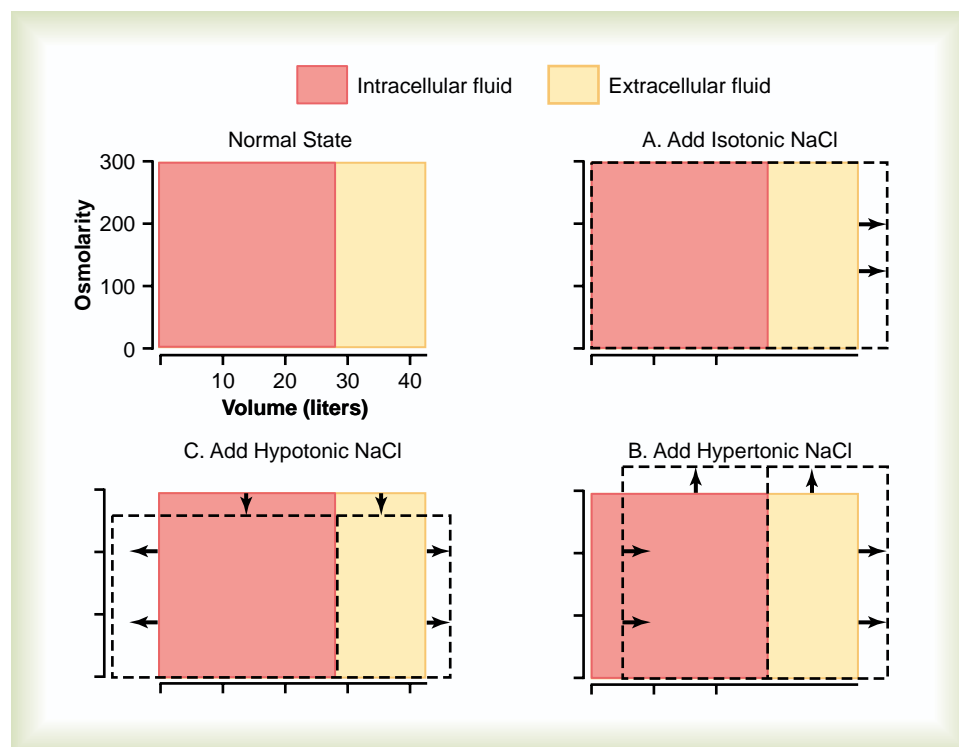 Intracellular fluid
Extracellular fluid
Normal State
Osmolarity
300
200
100
0
10 20 30 40
Volume (liters)
A. Add Isotonic NaCl
C. Add Hypotonic NaCl
B. Add Hypertonic NaCl